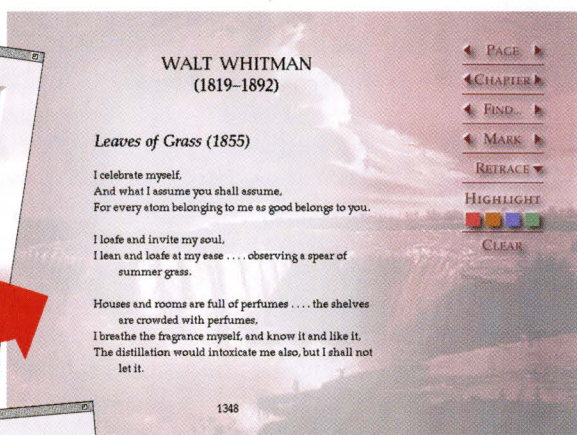 WALT WHITMAN
(1819–1892)
Leaves of Grass (1855)
I celebrate myself,
And what I assume you shall assume,
For every atom belonging to me as good belongs to you.
I loafe and invite my soul,
I lean and loafe at my ease . . . . observing a spear of
summer grass.
Houses and rooms are full of perfumes . . . . the shelves
are crowded with perfumes,
I breathe the fragrance myself, and know it and like it,
The distillation would intoxicate me also, but I shall not
let it.
1348
PAGE
CHAPTER
FIND...
MARK
RETRACE
HIGHLIGHT
CLEAR